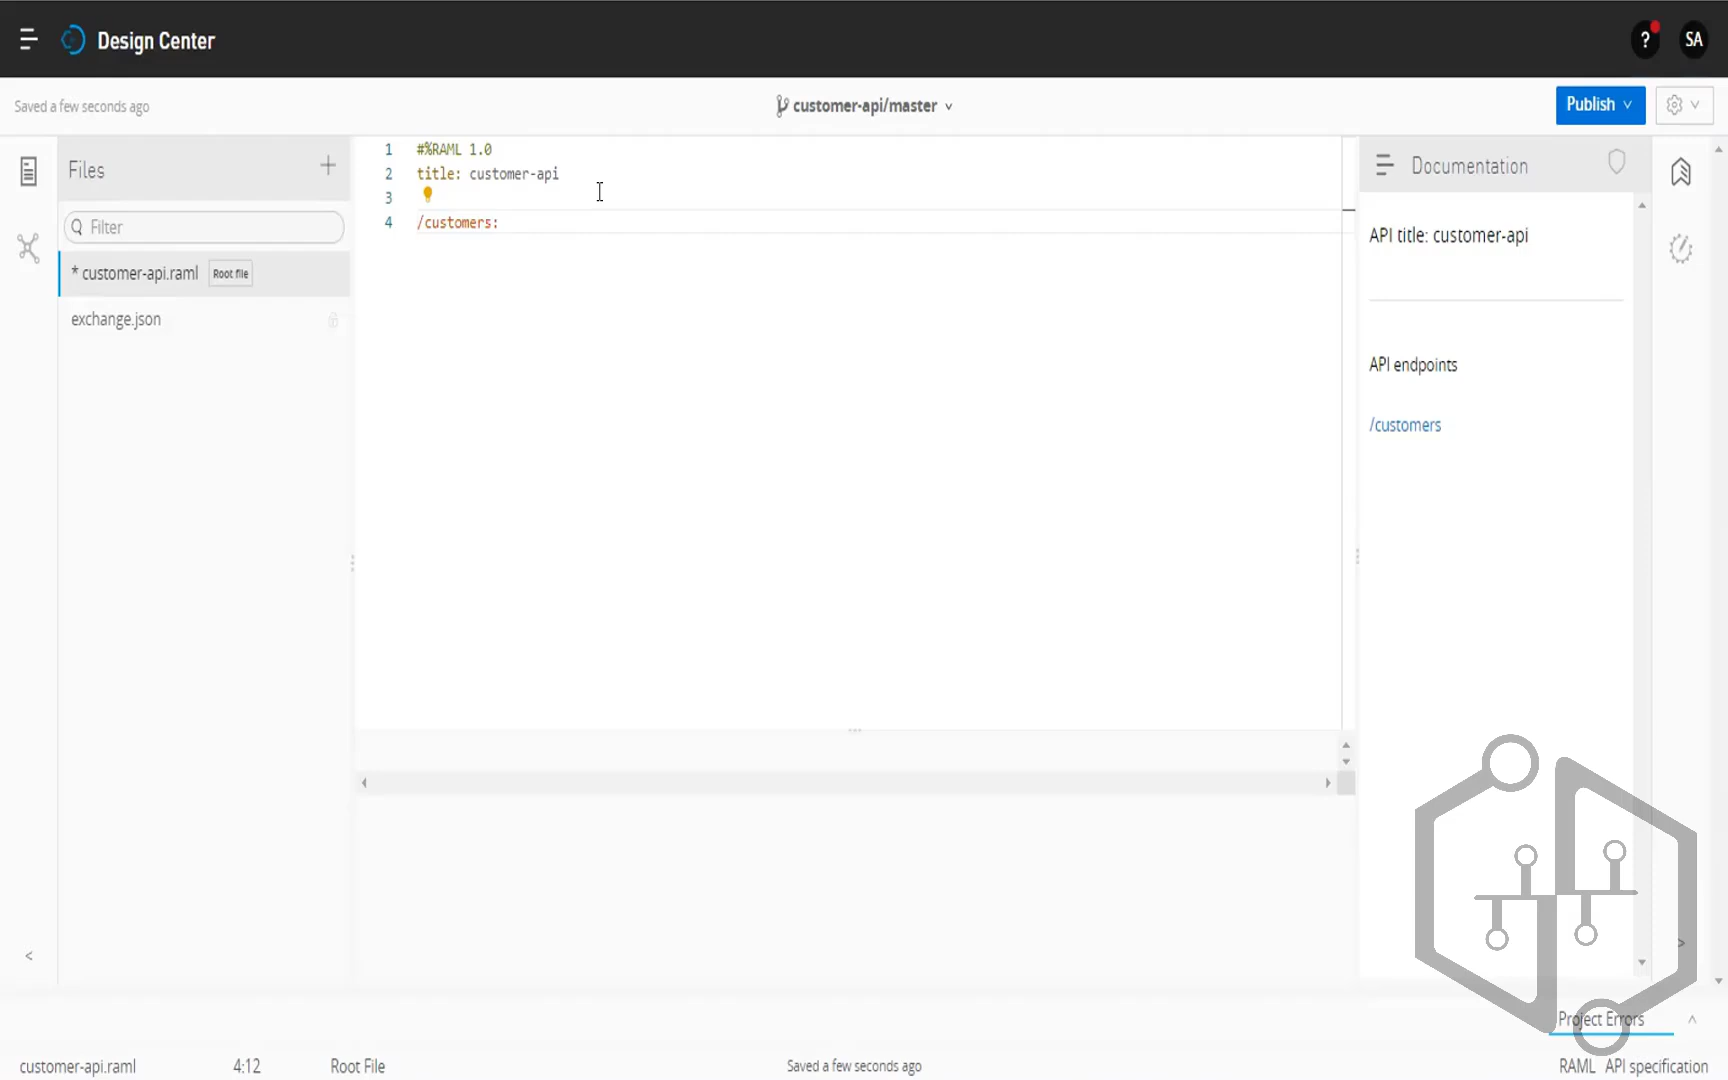 Design Center
?
SA
Saved a few seconds ago
customer-api/master
Publish
Files
Filter
* customer-api.raml
Root file
exchange.json
1 #%RAML 1.0
2 title: customer-api
3
4 /customers:
Documentation
API title: customer-api
API endpoints
/customers
Project Errors
customer-api.raml
4:12
Root File
Saved a few seconds ago
RAML API specification